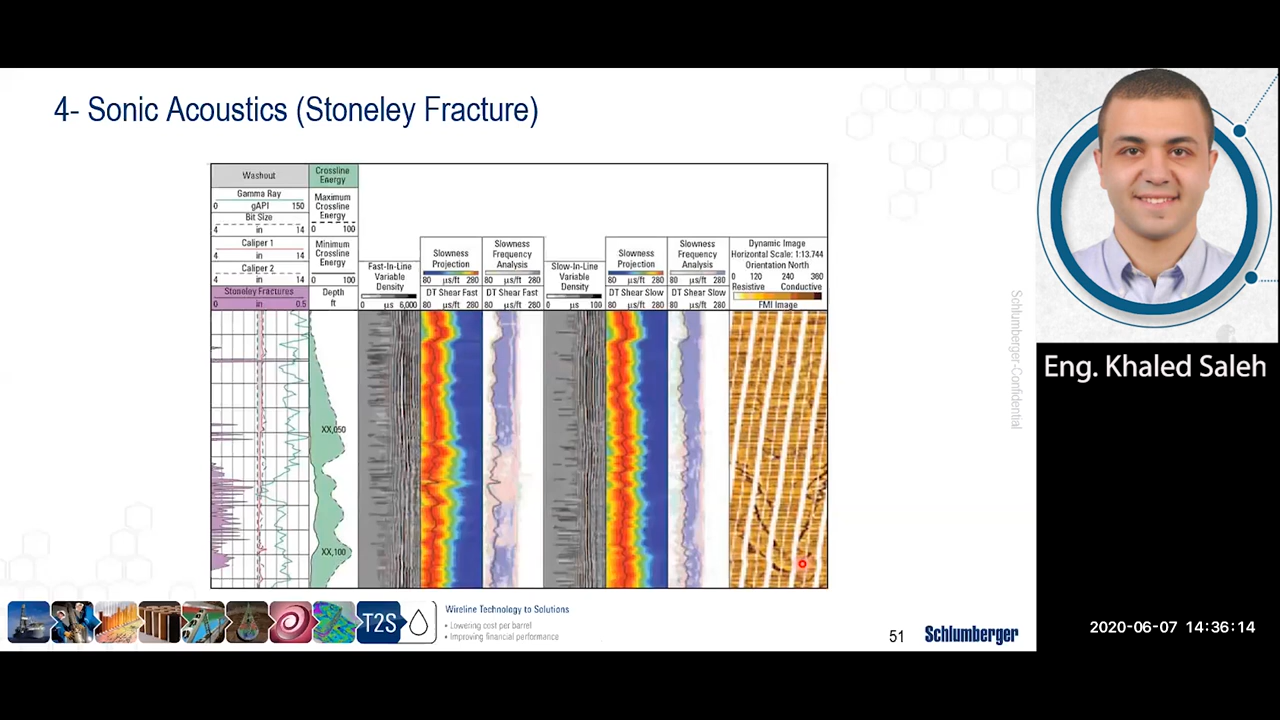 4- Sonic Acoustics (Stoneley Fracture)
Washout
Gamma Ray
0 gAPI 150
Bit Size
4 in 14
Caliper 1
4 in 14
Caliper 2
4 in 14
Stoneley Fractures
0 in 0.5
Crossline
Energy
Maximum
Crossline
Energy
0 100
Minimum
Crossline
Energy
0 100
Depth
ft
XX,050
XX,100
Fast-In-Line
Variable
Density
0 µs 6,000
Slowness
Projection
80 µs/ft 280
DT Shear Fast
80 µs/ft 280
Slowness
Frequency
Analysis
80 µs/ft 280
DT Shear Fast
80 µs/ft 280
Slow-In-Line
Variable
Density
0 µs 100
Slowness
Projection
80 µs/ft 280
DT Shear Slow
80 µs/ft 280
Slowness
Frequency
Analysis
80 µs/ft 280
DT Shear Slow
80 µs/ft 280
Dynamic Image
Horizontal Scale: 1:13.744
Orientation North
0 120 240 360
Resistive Conductive
FMI Image
Schlumberger-Confidential
T2S
Wireline Technology to Solutions
• Lowering cost per barrel
• Improving financial performance
51 Schlumberger
Eng. Khaled Saleh
2020-06-07 14:36:14